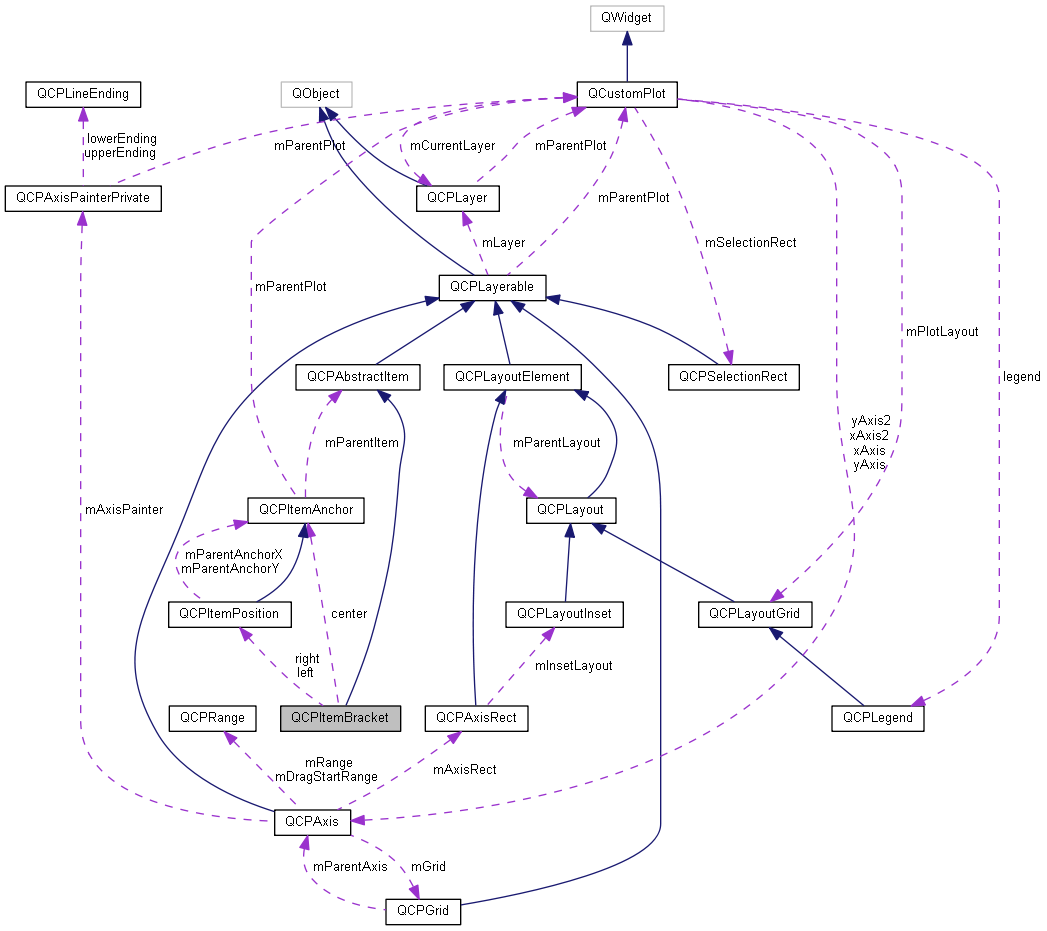 QWidget
QCPLineEnding
QObject
QCustomPlot
lowerEnding
upperEnding
mParentPlot
mCurrentLayer
mParentPlot
QCPAxisPainterPrivate
QCPLayer
mParentPlot
mLayer
mSelectionRect
mParentPlot
QCPLayerable
mPlotLayout
QCPAbstractItem
QCPLayoutElement
QCPSelectionRect
legend
yAxis2
xAxis2
xAxis
yAxis
mParentItem
mParentLayout
mAxisPainter
QCPItemAnchor
QCPLayout
mParentAnchorX
mParentAnchorY
QCPItemPosition
center
QCPLayoutInset
QCPLayoutGrid
right
left
mInsetLayout
QCPRange
QCPItemBracket
QCPAxisRect
QCPLegend
mRange
mDragStartRange
mAxisRect
QCPAxis
mParentAxis
mGrid
QCPGrid